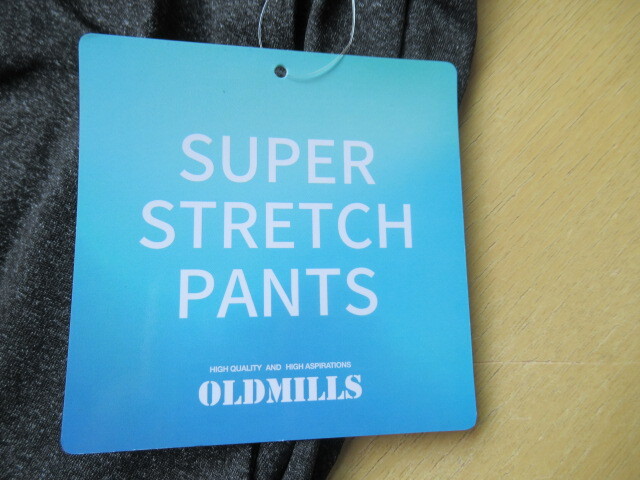 SUPER
STRETCH
PANTS
HIGH QUALITY AND HIGH ASPIRATIONS
OLDMILLS